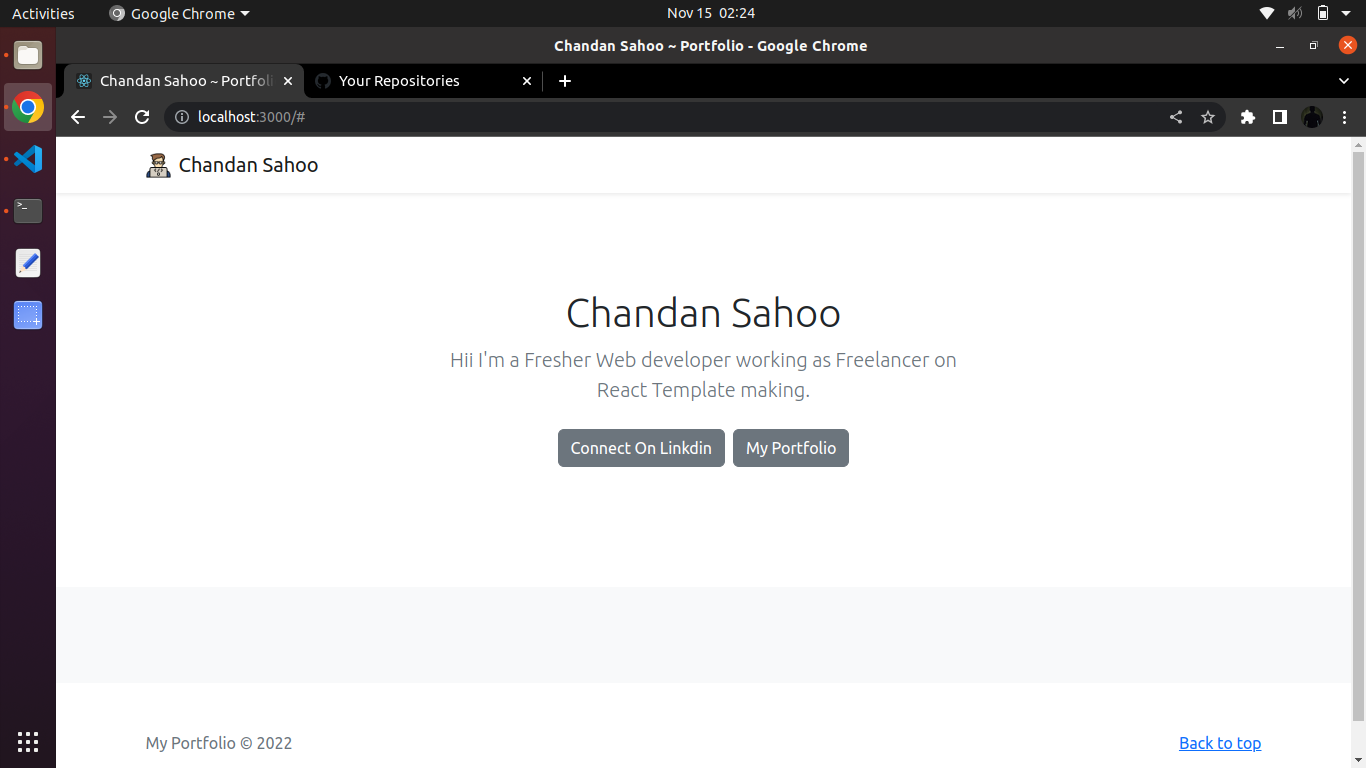 Activities
Google Chrome
Nov 15 02:24
Chandan Sahoo ~ Portfolio - Google Chrome
Chandan Sahoo ~ Portfoli
Your Repositories
localhost:3000/#
Chandan Sahoo
Chandan Sahoo
Hii I'm a Fresher Web developer working as Freelancer on
React Template making.
Connect On Linkdin
My Portfolio
My Portfolio © 2022
Back to top